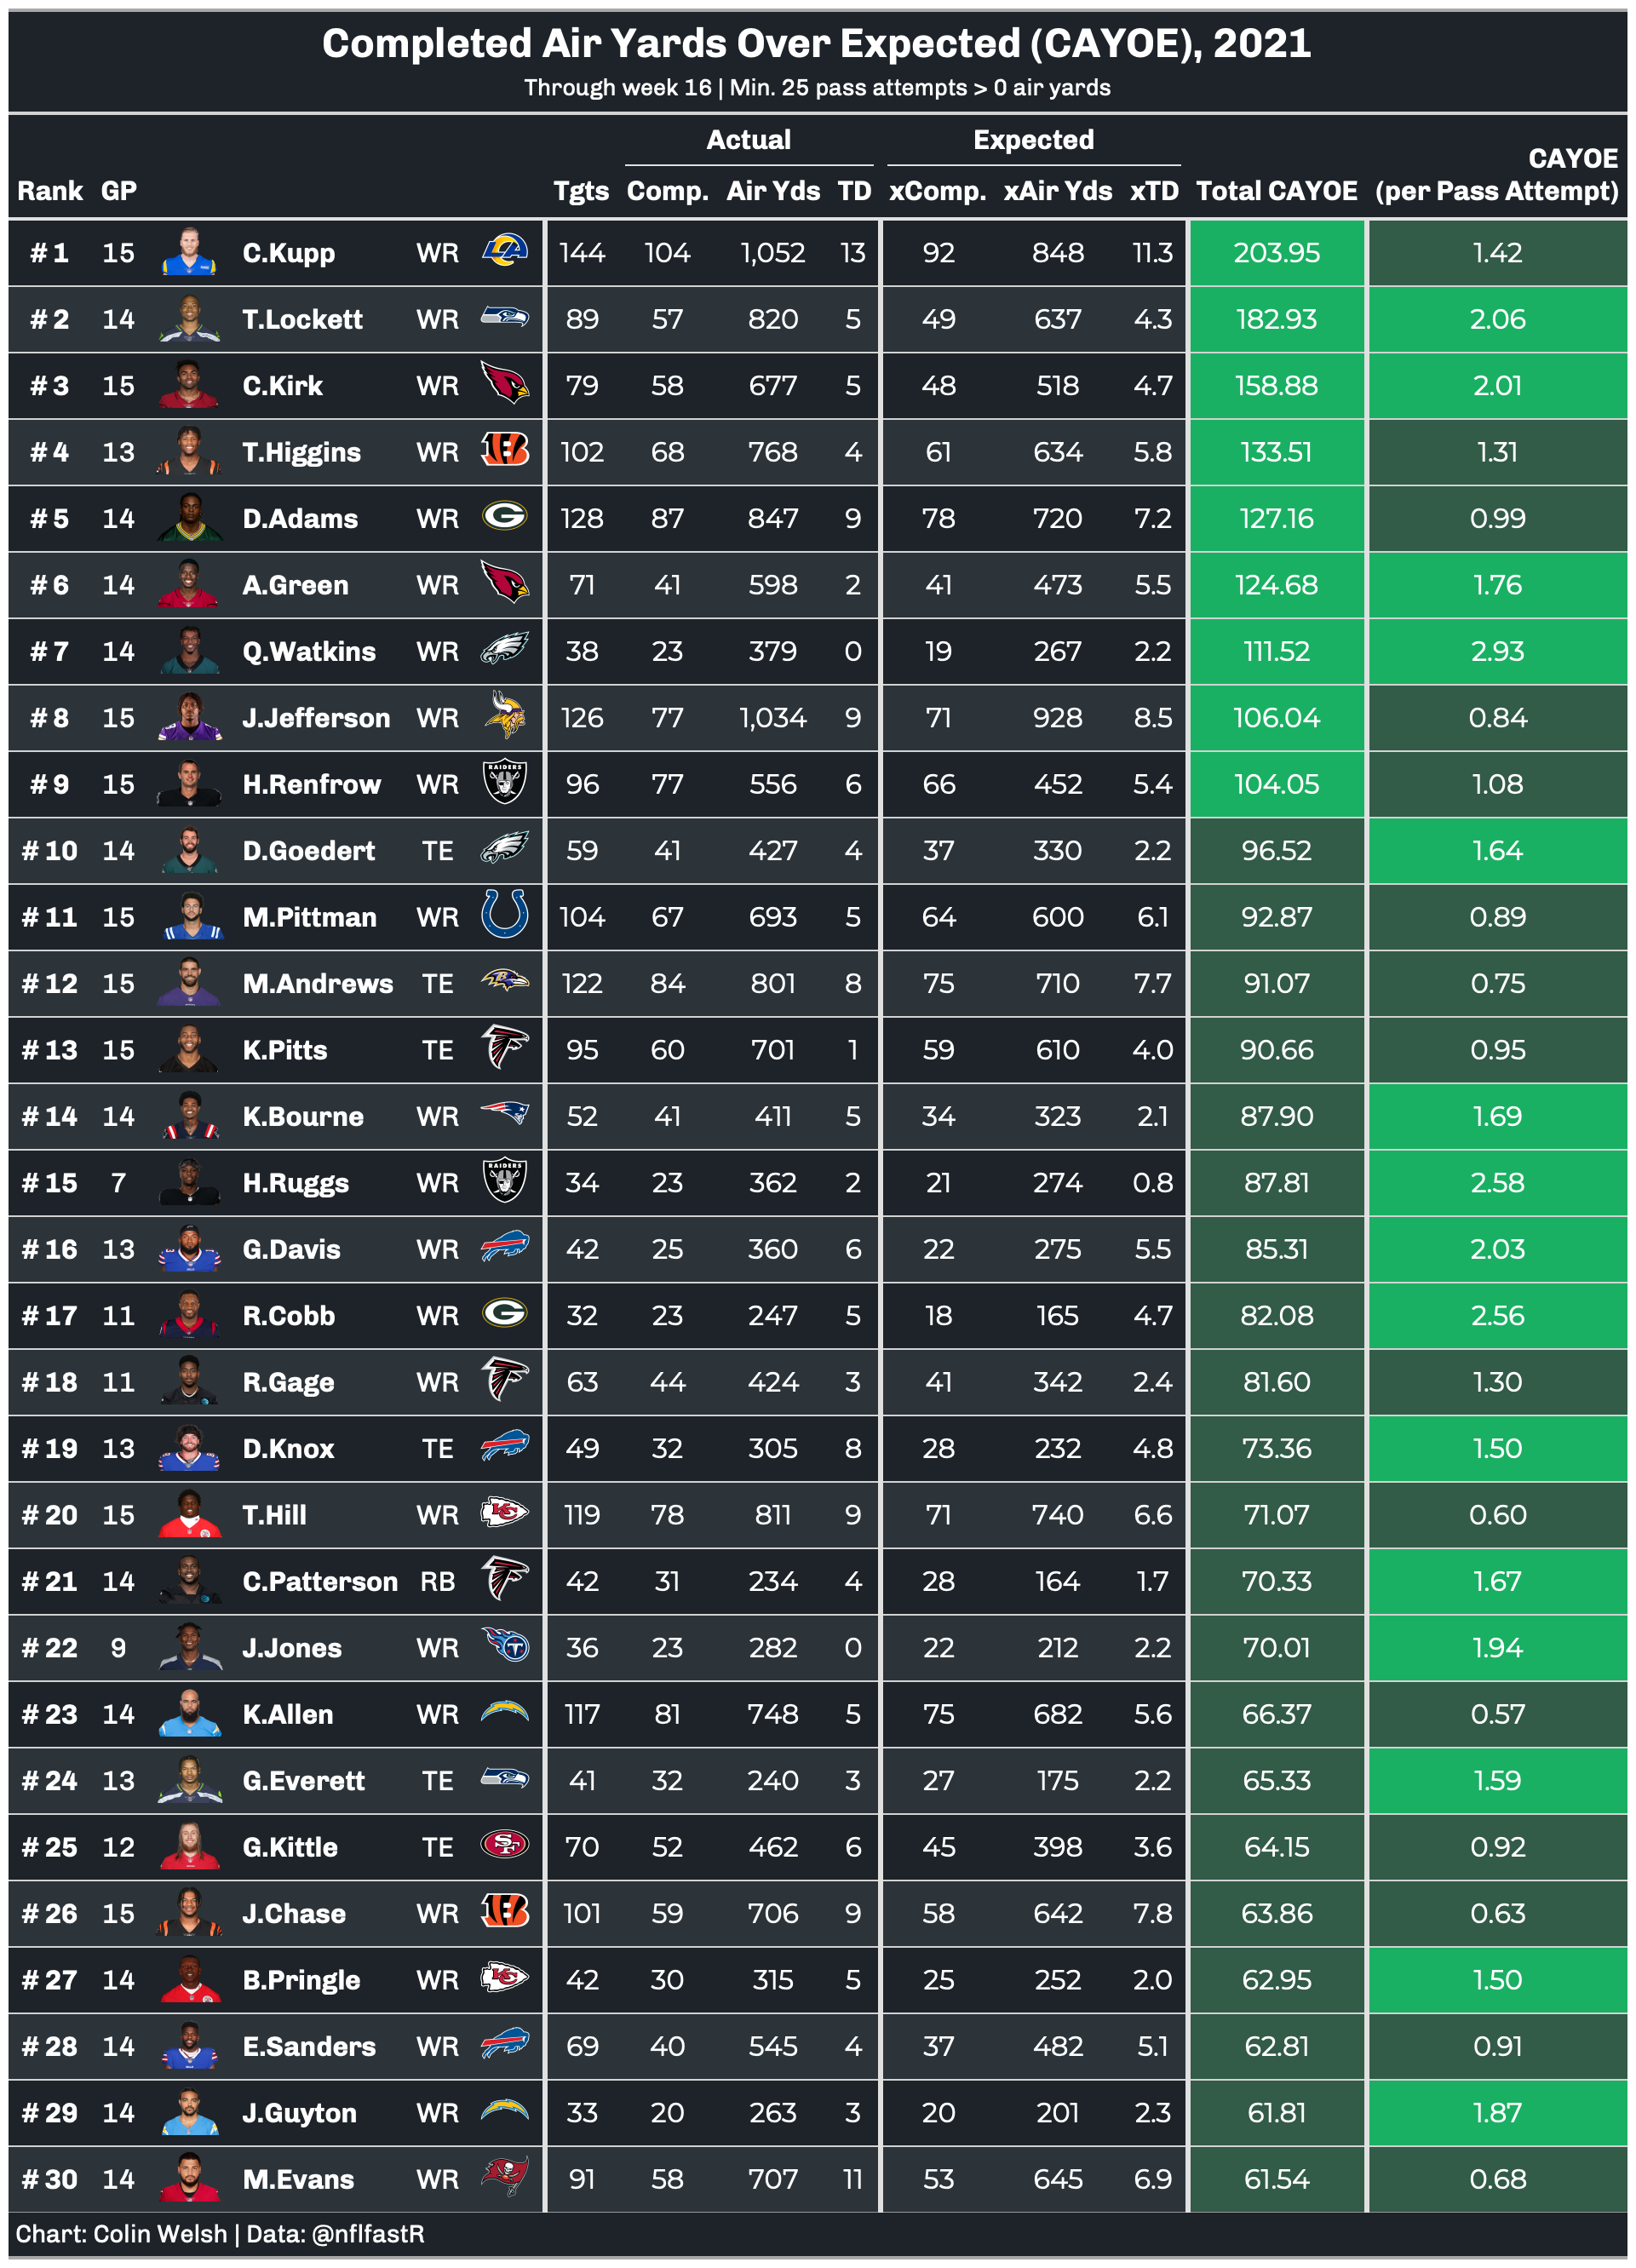 Completed Air Yards Over Expected (CAYOE), 2021
Through week 16 | Min. 25 pass attempts > 0 air yards
Actual Expected CAYOE
Rank GP Tgts Comp. Air Yds TD xComp. xAir Yds xTD Total CAYOE (per Pass Attempt)
# 1 15 C.Kupp WR 144 104 1,052 13 92 848 11.3 203.95 1.42
# 2 14 T.Lockett WR 89 57 820 5 49 637 4.3 182.93 2.06
# 3 15 C.Kirk WR 79 58 677 5 48 518 4.7 158.88 2.01
# 4 13 T.Higgins WR 102 68 768 4 61 634 5.8 133.51 1.31
# 5 14 D.Adams WR 128 87 847 9 78 720 7.2 127.16 0.99
# 6 14 A.Green WR 71 41 598 2 41 473 5.5 124.68 1.76
# 7 14 Q.Watkins WR 38 23 379 0 19 267 2.2 111.52 2.93
# 8 15 J.Jefferson WR 126 77 1,034 9 71 928 8.5 106.04 0.84
# 9 15 H.Renfrow WR RAIDERS 96 77 556 6 66 452 5.4 104.05 1.08
# 10 14 D.Goedert TE 59 41 427 4 37 330 2.2 96.52 1.64
# 11 15 M.Pittman WR 104 67 693 5 64 600 6.1 92.87 0.89
# 12 15 M.Andrews TE 122 84 801 8 75 710 7.7 91.07 0.75
# 13 15 K.Pitts TE 95 60 701 1 59 610 4.0 90.66 0.95
# 14 14 K.Bourne WR 52 41 411 5 34 323 2.1 87.90 1.69
# 15 7 H.Ruggs WR RAIDERS 34 23 362 2 21 274 0.8 87.81 2.58
# 16 13 G.Davis WR 42 25 360 6 22 275 5.5 85.31 2.03
# 17 11 R.Cobb WR 32 23 247 5 18 165 4.7 82.08 2.56
# 18 11 R.Gage WR 63 44 424 3 41 342 2.4 81.60 1.30
# 19 13 D.Knox TE 49 32 305 8 28 232 4.8 73.36 1.50
# 20 15 T.Hill WR 119 78 811 9 71 740 6.6 71.07 0.60
# 21 14 C.Patterson RB 42 31 234 4 28 164 1.7 70.33 1.67
# 22 9 J.Jones WR 36 23 282 0 22 212 2.2 70.01 1.94
# 23 14 K.Allen WR 117 81 748 5 75 682 5.6 66.37 0.57
# 24 13 G.Everett TE 41 32 240 3 27 175 2.2 65.33 1.59
# 25 12 G.Kittle TE 70 52 462 6 45 398 3.6 64.15 0.92
# 26 15 J.Chase WR 101 59 706 9 58 642 7.8 63.86 0.63
# 27 14 B.Pringle WR 42 30 315 5 25 252 2.0 62.95 1.50
# 28 14 E.Sanders WR 69 40 545 4 37 482 5.1 62.81 0.91
# 29 14 J.Guyton WR 33 20 263 3 20 201 2.3 61.81 1.87
# 30 14 M.Evans WR 91 58 707 11 53 645 6.9 61.54 0.68
Chart: Colin Welsh | Data: @nflfastR